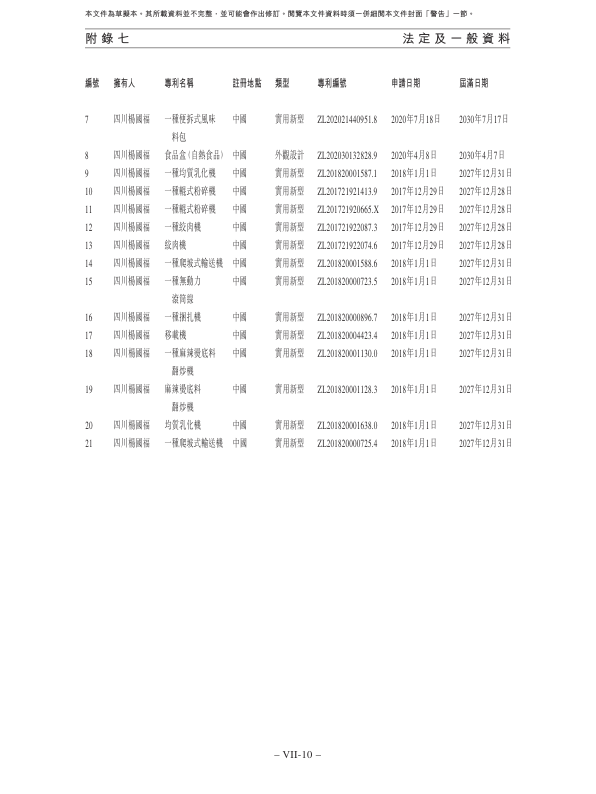 本文件為草擬本。其所載資料並不完整，並可能會作出修訂。閱覽本文件資料時須一併細閱本文件封面「警告」一節。
附錄七 法定及一般資料
編號 擁有人 專利名稱 註冊地點 類型 專利編號 申請日期 屆滿日期
7 四川楊國福 一種便拆式風味 中國 實用新型 ZL202021440951.8 2020年7月18日 2030年7月17日
料包
8 四川楊國福 食品盒（自熱食品） 中國 外觀設計 ZL202030132828.9 2020年4月8日 2030年4月7日
9 四川楊國福 一種均質乳化機 中國 實用新型 ZL201820001587.1 2018年1月1日 2027年12月31日
10 四川楊國福 一種輥式粉碎機 中國 實用新型 ZL201721921413.9 2017年12月29日 2027年12月28日
11 四川楊國福 一種輥式粉碎機 中國 實用新型 ZL201721920665.X 2017年12月29日 2027年12月28日
12 四川楊國福 一種絞肉機 中國 實用新型 ZL201721922087.3 2017年12月29日 2027年12月28日
13 四川楊國福 絞肉機 中國 實用新型 ZL201721922074.6 2017年12月29日 2027年12月28日
14 四川楊國福 一種爬坡式輸送機 中國 實用新型 ZL201820001588.6 2018年1月1日 2027年12月31日
15 四川楊國福 一種無動力 中國 實用新型 ZL201820000723.5 2018年1月1日 2027年12月31日
滾筒線
16 四川楊國福 一種捆扎機 中國 實用新型 ZL201820000896.7 2018年1月1日 2027年12月31日
17 四川楊國福 移載機 中國 實用新型 ZL201820004423.4 2018年1月1日 2027年12月31日
18 四川楊國福 一種麻辣燙底料 中國 實用新型 ZL201820001130.0 2018年1月1日 2027年12月31日
翻炒機
19 四川楊國福 麻辣燙底料 中國 實用新型 ZL201820001128.3 2018年1月1日 2027年12月31日
翻炒機
20 四川楊國福 均質乳化機 中國 實用新型 ZL201820001638.0 2018年1月1日 2027年12月31日
21 四川楊國福 一種爬坡式輸送機 中國 實用新型 ZL201820000725.4 2018年1月1日 2027年12月31日
– VII-10 –